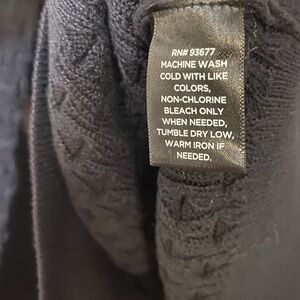 RN# 93677
MACHINE WASH
COLD WITH LIKE
COLORS,
NON-CHLORINE
BLEACH ONLY
WHEN NEEDED,
TUMBLE DRY LOW,
WARM IRON IF
NEEDED.